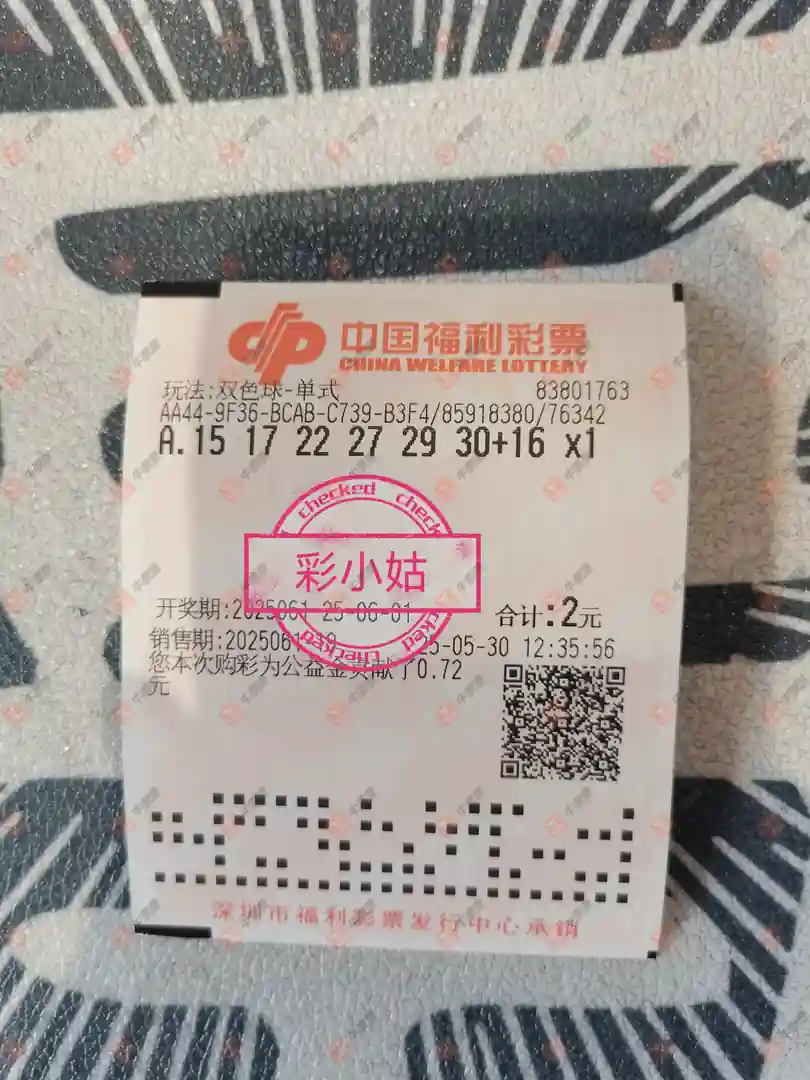 中国福利彩票
CHINA WELFARE LOTTERY
玩法:双色球-单式 83801763
AA44-9F36-BCAB-C739-B3F4/85918380/76342
A.15 17 22 27 29 30+16 x1
checked check
彩小姑
开奖期:2025061 25-06-01 合计:2元
checked checked
销售期:2025061 25-05-30 12:35:56
您本次购彩为公益金贡献了0.72
元
深圳市福利彩票发行中心承销